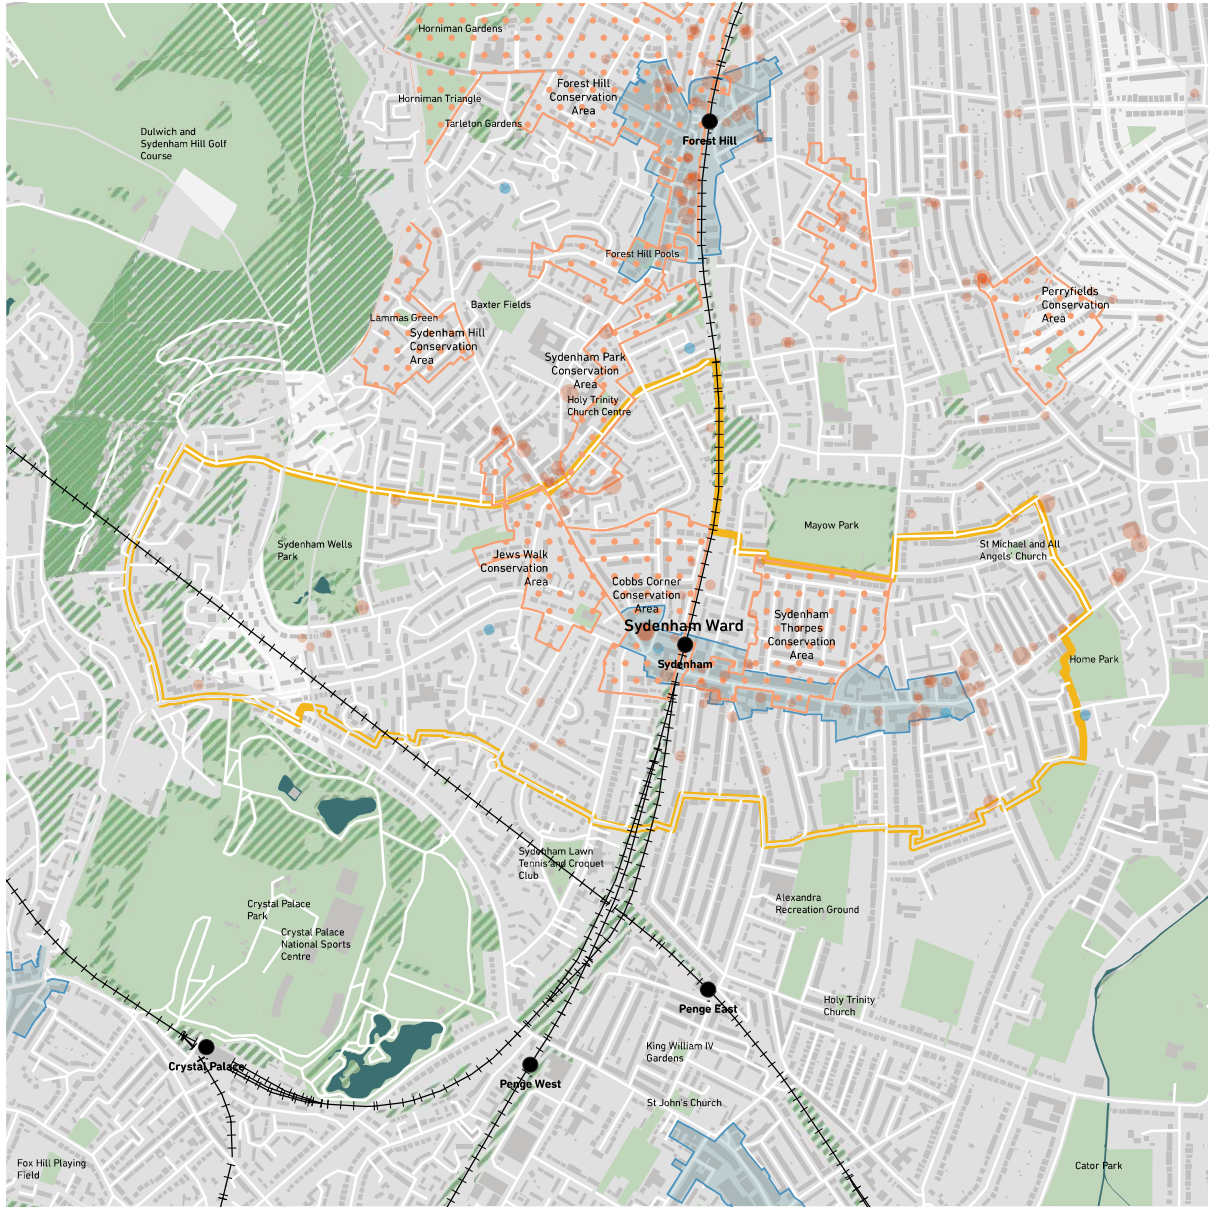 Horniman Gardens
Forest Hill
Conservation
Area
Horniman Triangle
Tarleton Gardens
Dulwich and
Sydenham Hill Golf
Course
Forest Hill
Forest Hill Pools
Perryfields
Conservation
Area
Baxter Fields
Lammas Green
Sydenham Hill
Conservation
Area
Sydenham Park
Conservation
Area
Holy Trinity
Church Centre
Mayow Park
Sydenham Wells
Park
St Michael and All
Angels' Church
Jews Walk
Conservation
Area
Cobbs Corner
Conservation
Area
Sydenham
Thorpes
Conservation
Area
Sydenham Ward
Sydenham
Home Park
Sydenham Lawn
Tennis and Croquet
Club
Alexandra
Recreation Ground
Crystal Palace
Park
Crystal Palace
National Sports
Centre
Penge East
Holy Trinity
Church
King William IV
Gardens
Crystal Palace
Penge West
St John's Church
Fox Hill Playing
Field
Cator Park